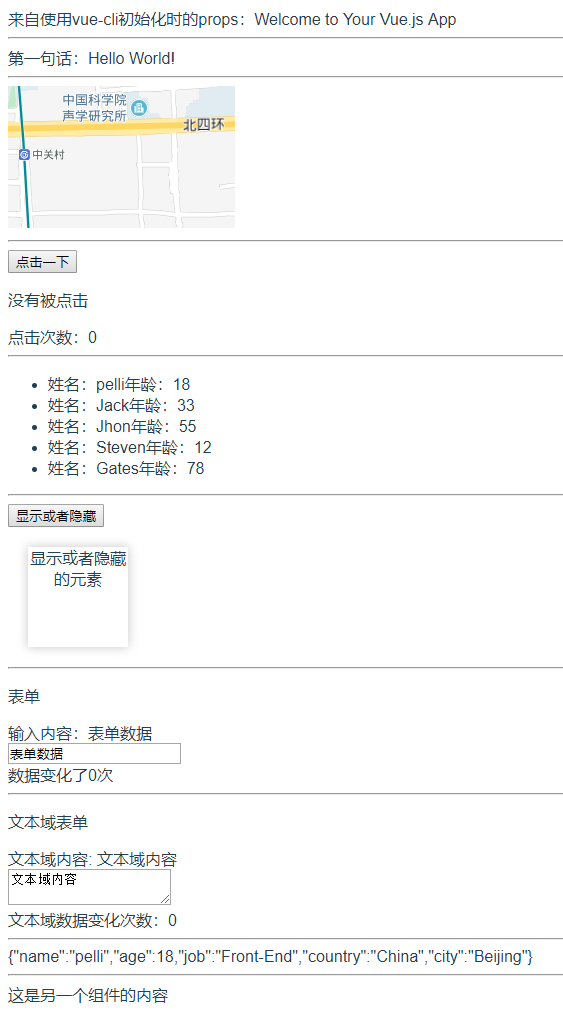 来自使用vue-cli初始化时的props：Welcome to Your Vue.js App
第一句话：Hello World!
中国科学院
声学研究所
北四环
中关村
点击一下
没有被点击
点击次数：0
姓名：pelli年龄：18
姓名：Jack年龄：33
姓名：Jhon年龄：55
姓名：Steven年龄：12
姓名：Gates年龄：78
显示或者隐藏
显示或者隐藏
的元素
表单
输入内容：表单数据
表单数据
数据变化了0次
文本域表单
文本域内容: 文本域内容
文本域内容
文本域数据变化次数：0
{"name":"pelli","age":18,"job":"Front-End","country":"China","city":"Beijing"}
这是另一个组件的内容